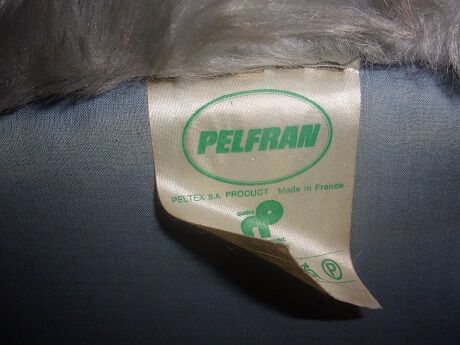 PELFRAN
PELTEX S.A. PRODUCT Made in France
P